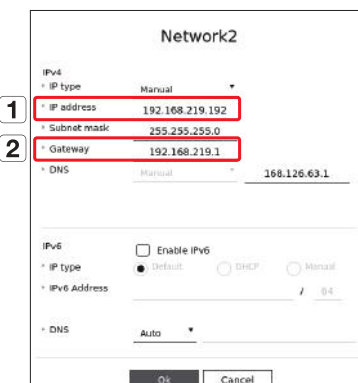 Network2
IPv4
IP type Manual
1 IP address 192.168.219.192
Subnet mask 255.255.255.0
2 Gateway 192.168.219.1
DNS Manual 168.126.63.1
IPv6 Enable IPv6
IP type Default DHCP Manual
IPv6 Address / 64
DNS Auto
Ok Cancel